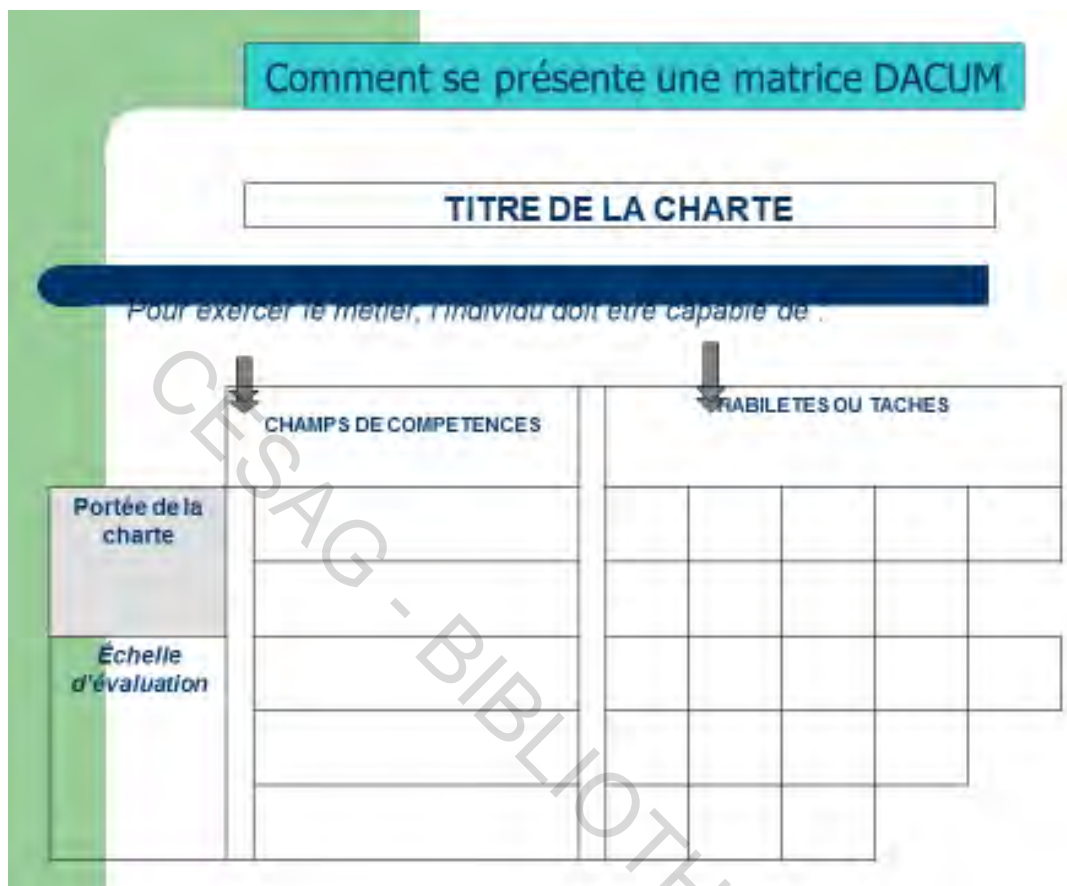 Comment se présente une matrice DACUM
TITRE DE LA CHARTE
Pour exercer le métier, l'individu doit être capable de :
CHAMPS DE COMPETENCES
HABILETES OU TACHES
Portée de la
charte
Échelle
d'évaluation
CESAG - BIBLIOTH